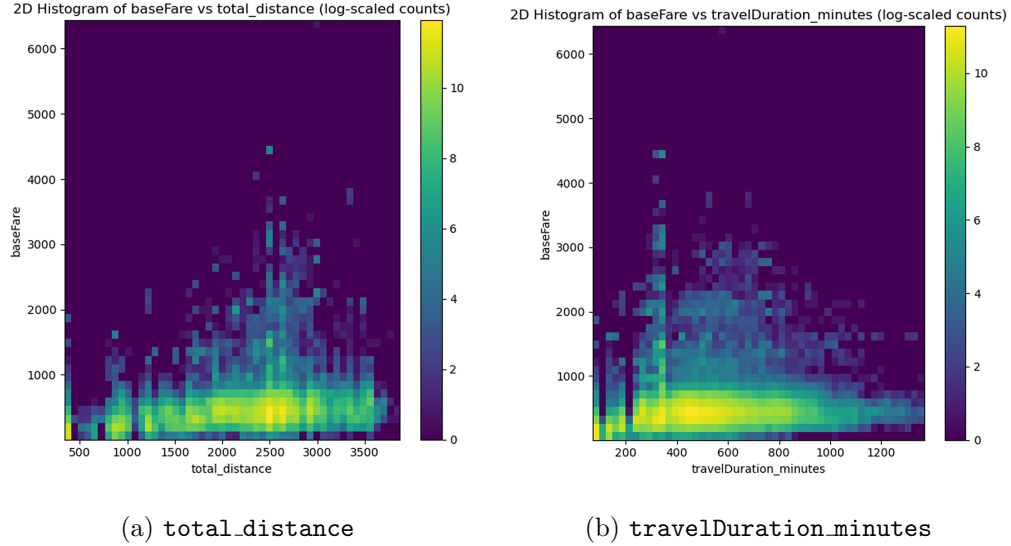 2D Histogram of baseFare vs total_distance (log-scaled counts)
6000
5000
4000
3000
2000
1000
baseFare
500 1000 1500 2000 2500 3000 3500
total_distance
10
8
6
4
2
0
(a) total_distance
2D Histogram of baseFare vs travelDuration_minutes (log-scaled counts)
6000
5000
4000
3000
2000
1000
baseFare
200 400 600 800 1000 1200
travelDuration_minutes
10
8
6
4
2
0
(b) travelDuration_minutes